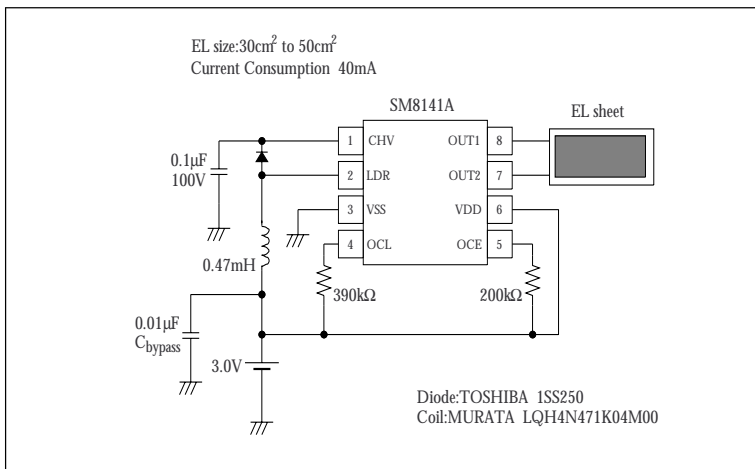 EL size:30cm² to 50cm²
Current Consumption 40mA
SM8141A
EL sheet
1 CHV OUT1 8
2 LDR OUT2 7
3 VSS VDD 6
4 OCL OCE 5
0.1μF
100V
0.47mH
390kΩ
200kΩ
0.01μF
Cbypass
3.0V
Diode:TOSHIBA 1SS250
Coil:MURATA LQH4N471K04M00